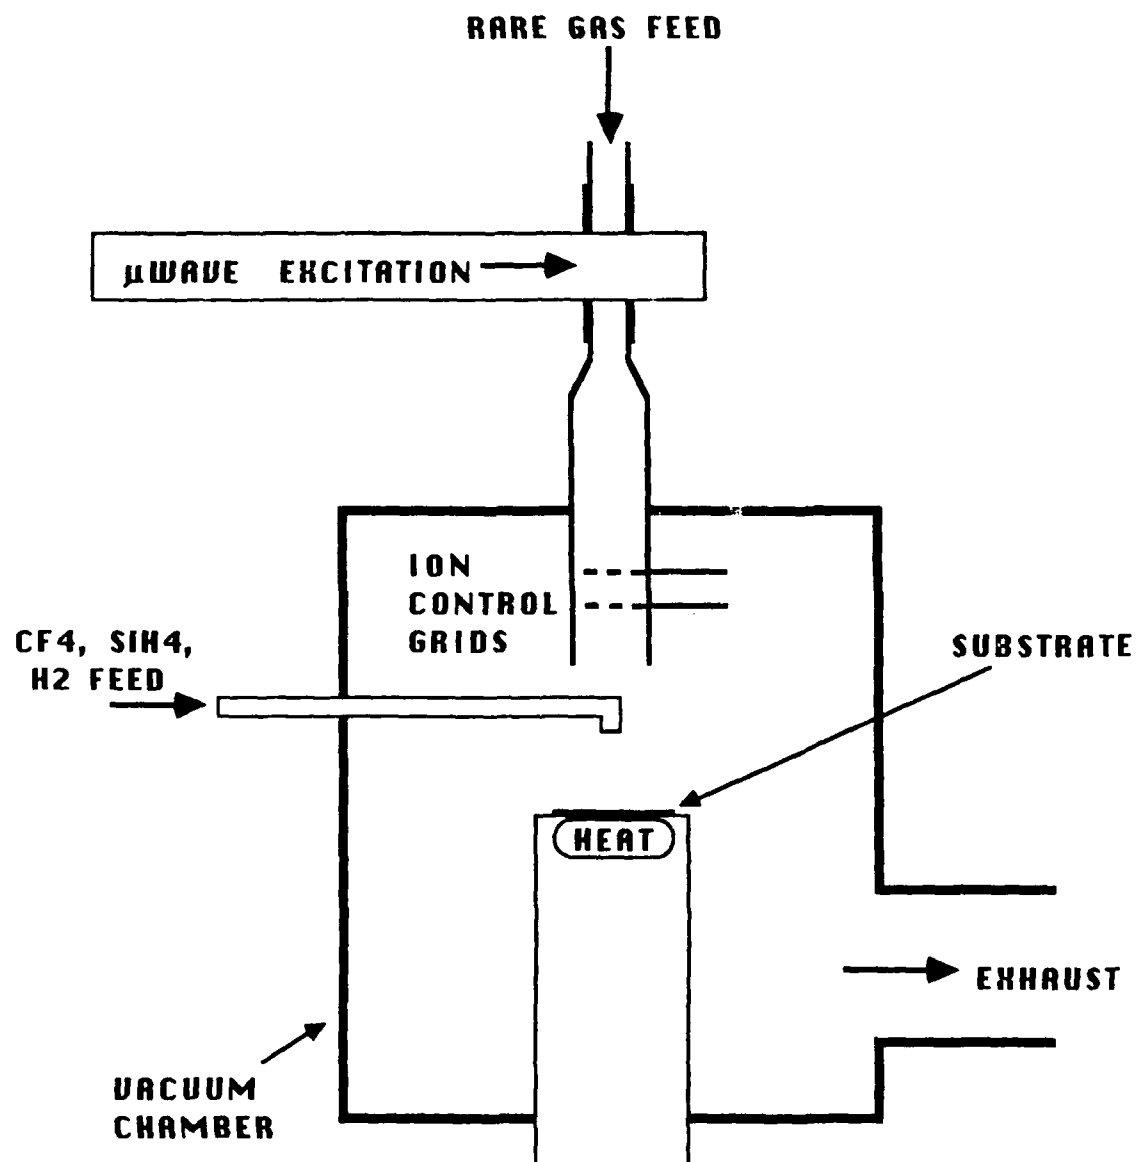 RARE GAS FEED
µWAVE EXCITATION
ION
CONTROL
GRIDS
CF4, SIH4,
H2 FEED
SUBSTRATE
HEAT
EXHAUST
VACUUM
CHAMBER